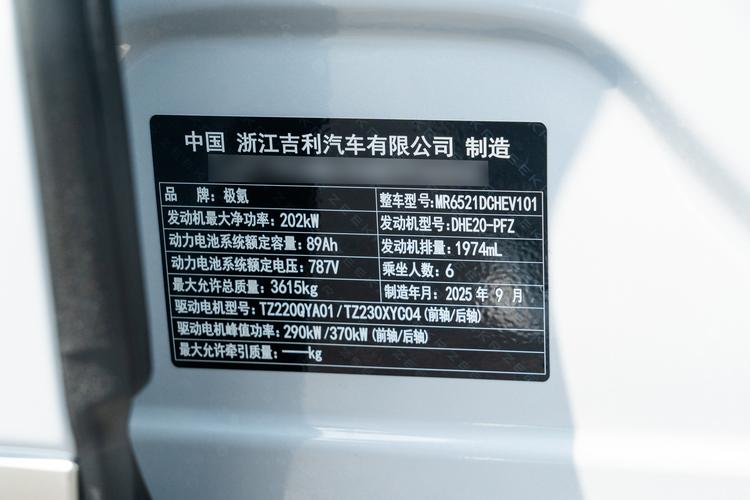 中国 浙江吉利汽车有限公司 制造
品 牌:极氪 整车型号:MR6521DCHEV101
发动机最大净功率:202kW 发动机型号:DHE20-PFZ
动力电池系统额定容量:89Ah 发动机排量:1974mL
动力电池系统额定电压:787V 乘坐人数:6
最大允许总质量:3615kg 制造年月:2025年9月
驱动电机型号:TZ220QYA01/TZ230XYC04(前轴/后轴)
驱动电机峰值功率:290kW/370kW(前轴/后轴)
最大允许牵引质量:——kg